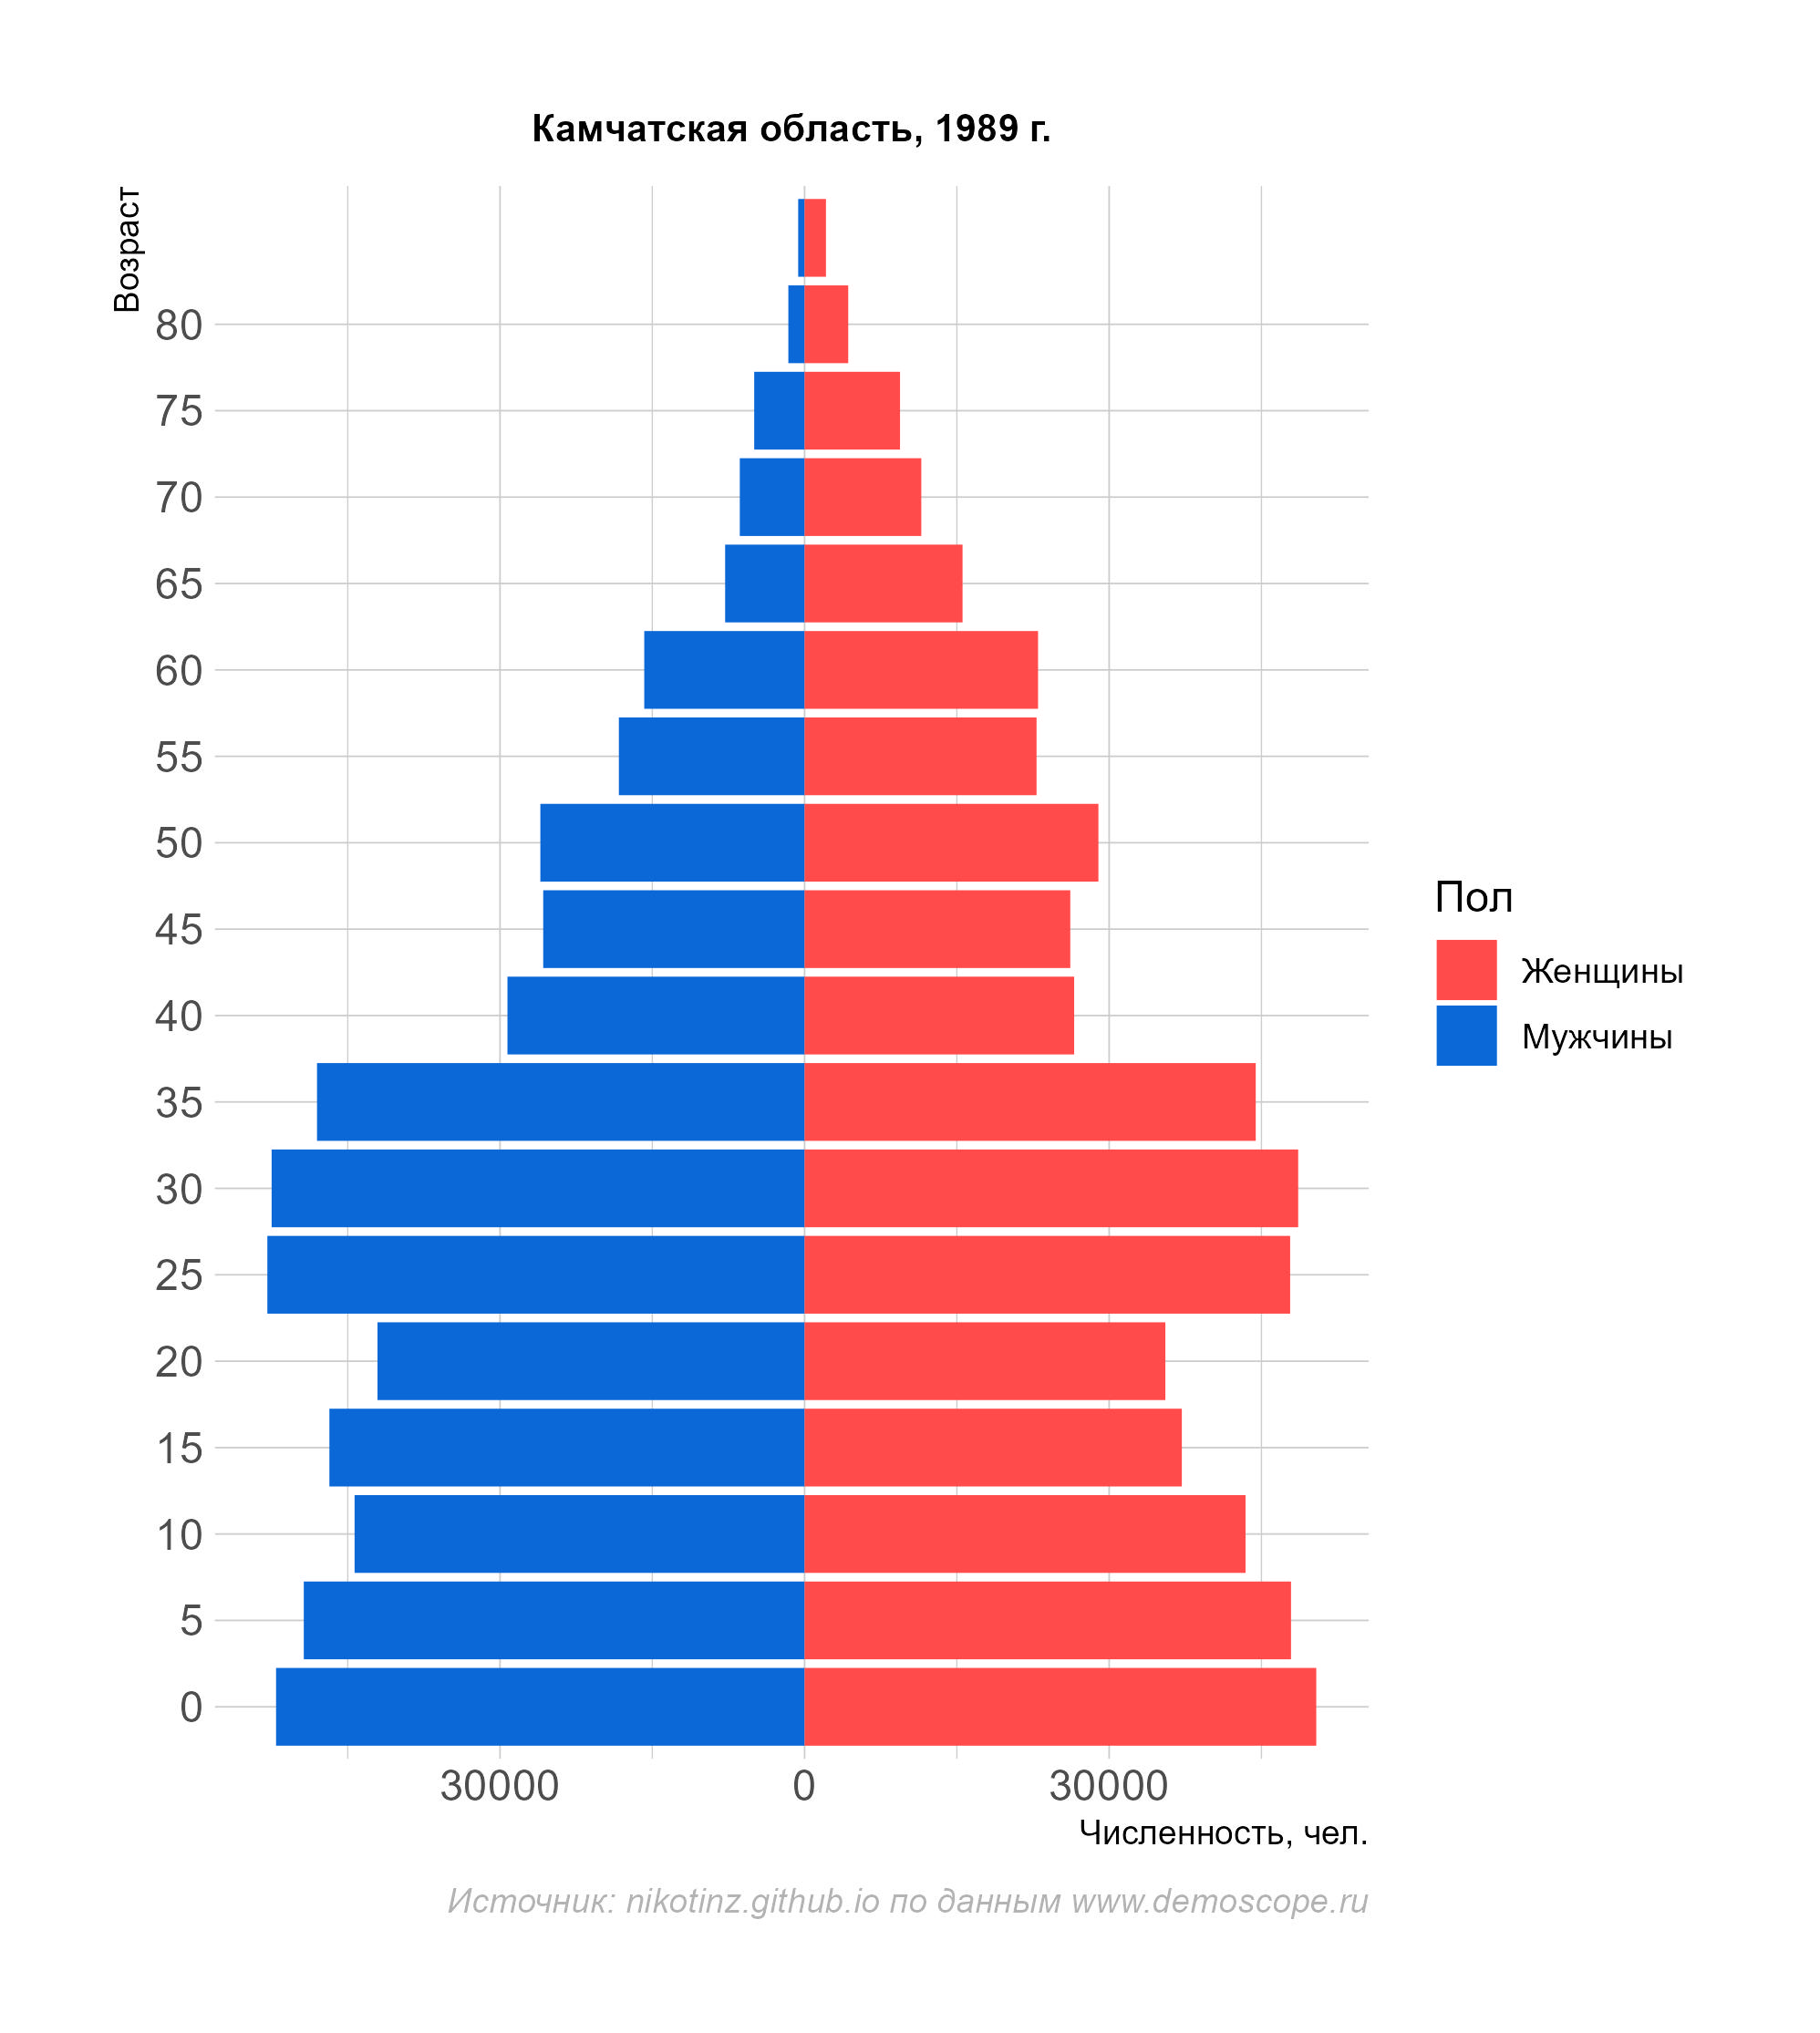 Камчатская область, 1989 г.
Возраст
80
75
70
65
60
55
50
45
40
35
30
25
20
15
10
5
0
30000 0 30000
Численность, чел.
Пол
Женщины
Мужчины
Источник: nikotinz.github.io по данным www.demoscope.ru